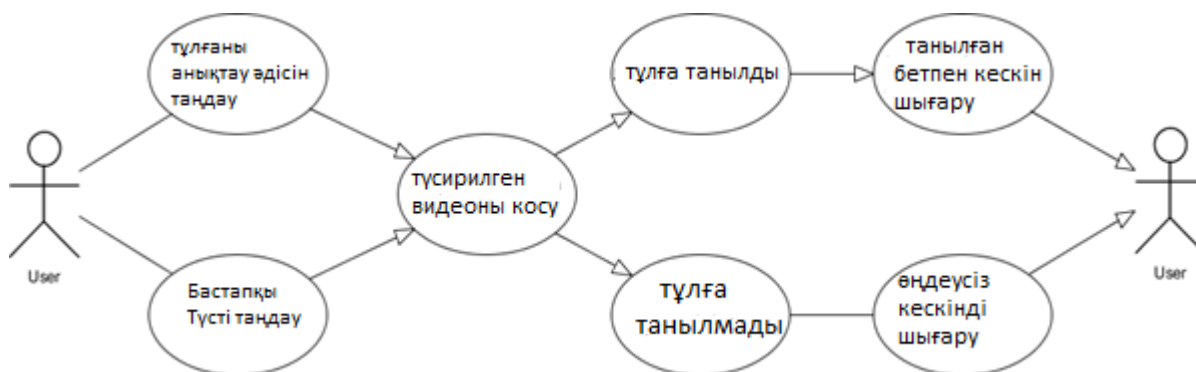 тұлғаны
анықтау әдісін
таңдау
User
Бастапқы
Түсті таңдау
түсирилген
видеоны косу
тұлға танылды
тұлға
танылмады
танылған
бетпен кескін
шығару
өңдеусіз
кескінді
шығару
User